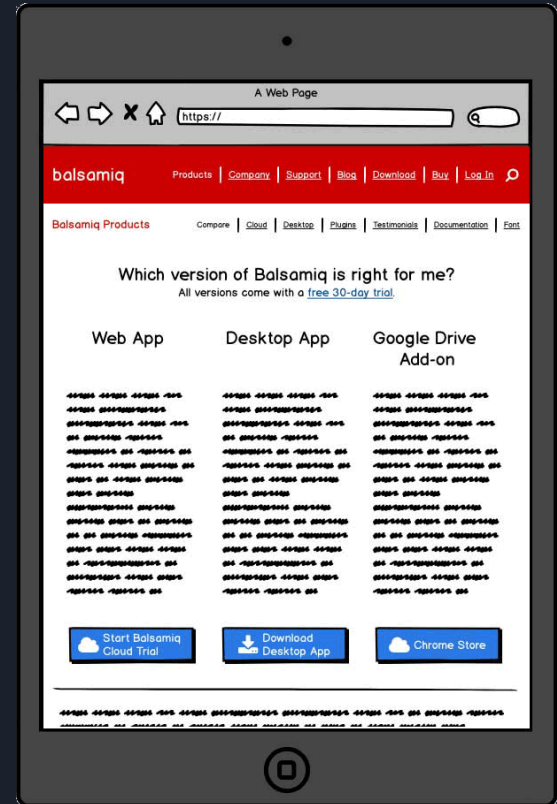 A Web Page
https://
balsamiq Products Company Support Blog Download Buy Log In
Balsamiq Products Compare Cloud Desktop Plugins Testimonials Documentation Font
Which version of Balsamiq is right for me?
All versions come with a free 30-day trial.
Web App
Desktop App
Google Drive
Add-on
Start Balsamiq
Cloud Trial
Download
Desktop App
Chrome Store